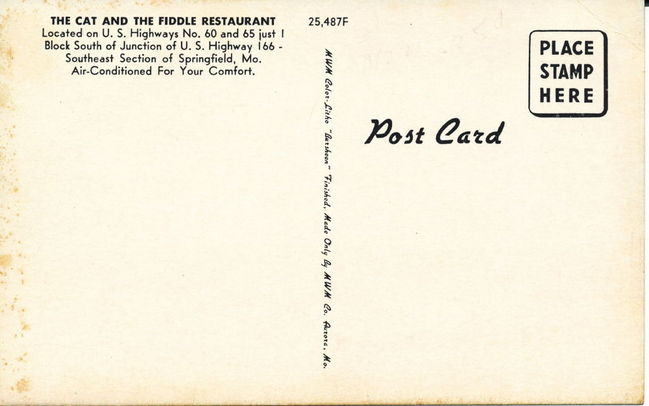 THE CAT AND THE FIDDLE RESTAURANT
Located on U. S. Highways No. 60 and 65 just 1
Block South of Junction of U. S. Highway 166 -
Southeast Section of Springfield, Mo.
Air-Conditioned For Your Comfort.
25,487F
MWM Color-Litho "Aursheen" Finished. Made Only By MWM Co. Aurora, Mo.
Post Card
PLACE
STAMP
HERE